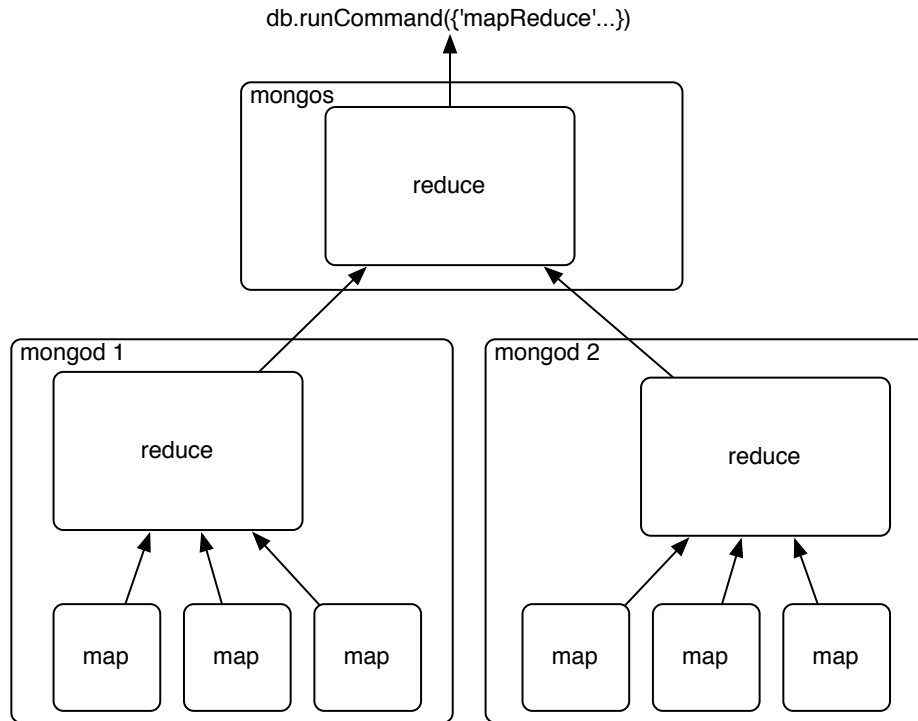 db.runCommand({'mapReduce'...})
mongos
reduce
mongod 1
reduce
map
map
map
mongod 2
reduce
map
map
map